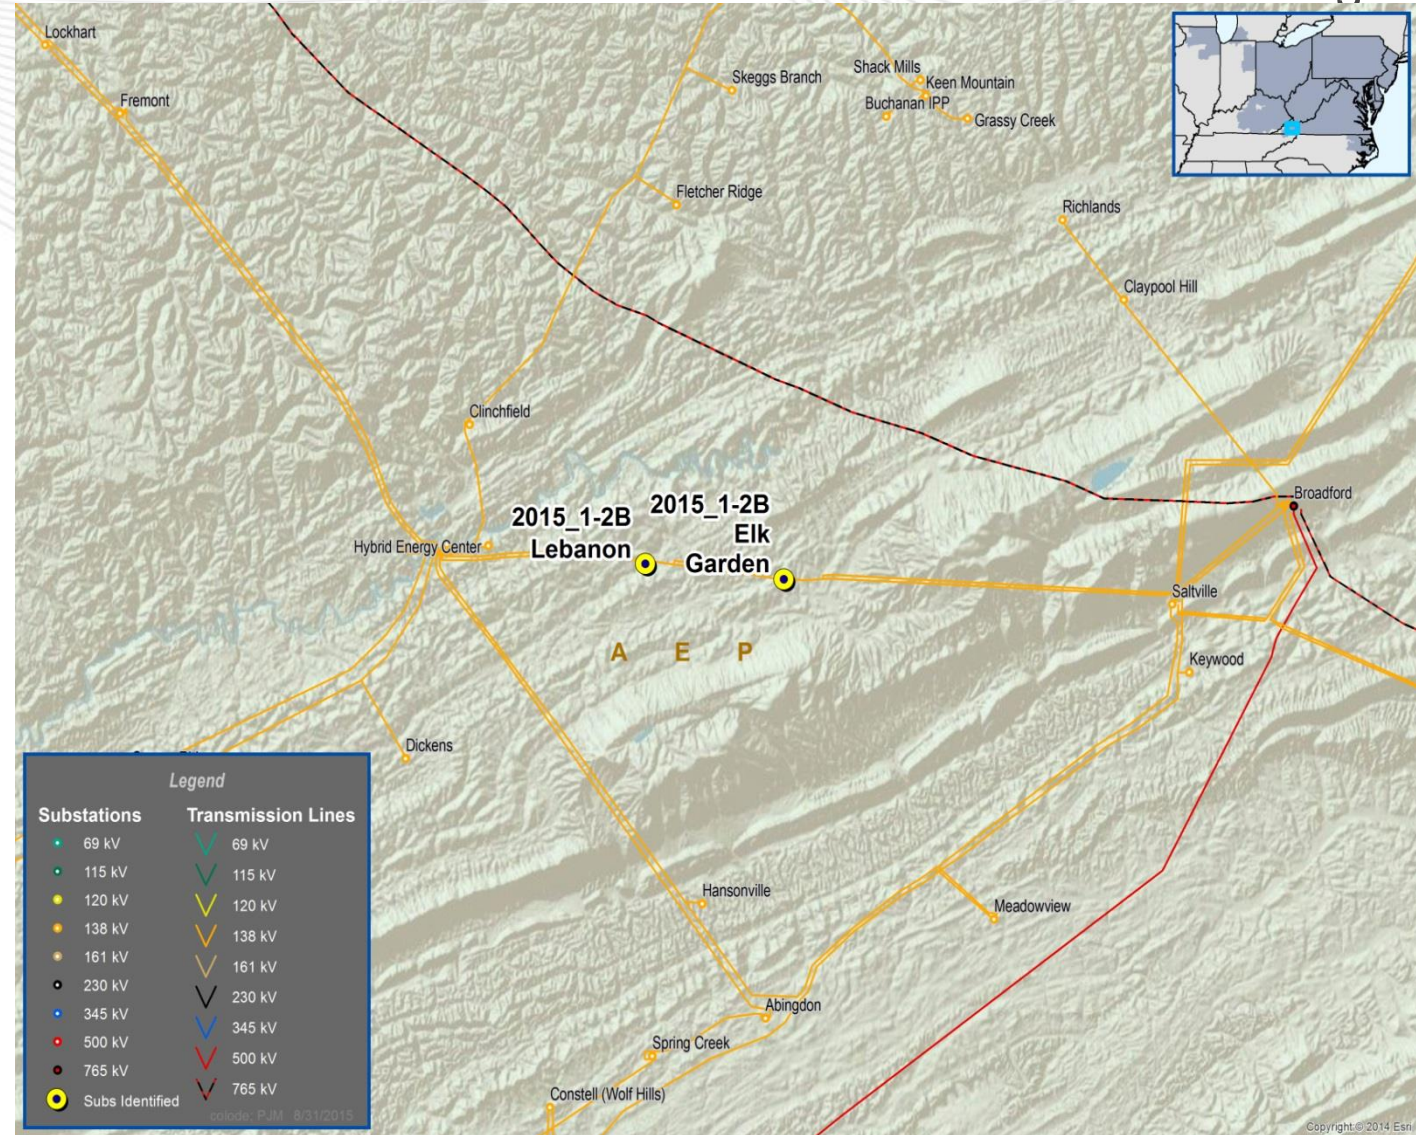 Lockhart
Fremont
Skeggs Branch
Shack Mills
Keen Mountain
Buchanan IPP
Grassy Creek
Fletcher Ridge
Richlands
Claypool Hill
Clinchfield
Broadford
2015_1-2B
Lebanon
2015_1-2B
Elk
Garden
Hybrid Energy Center
Saltville
A E P
Keywood
Dickens
Hansonville
Meadowview
Abingdon
Spring Creek
Constell (Wolf Hills)
Legend
Substations
69 kV
115 kV
120 kV
138 kV
161 kV
230 kV
345 kV
500 kV
765 kV
Subs Identified
Transmission Lines
69 kV
115 kV
120 kV
138 kV
161 kV
230 kV
345 kV
500 kV
765 kV
colode: PJM 8/31/2015
Copyright:© 2014 Esri